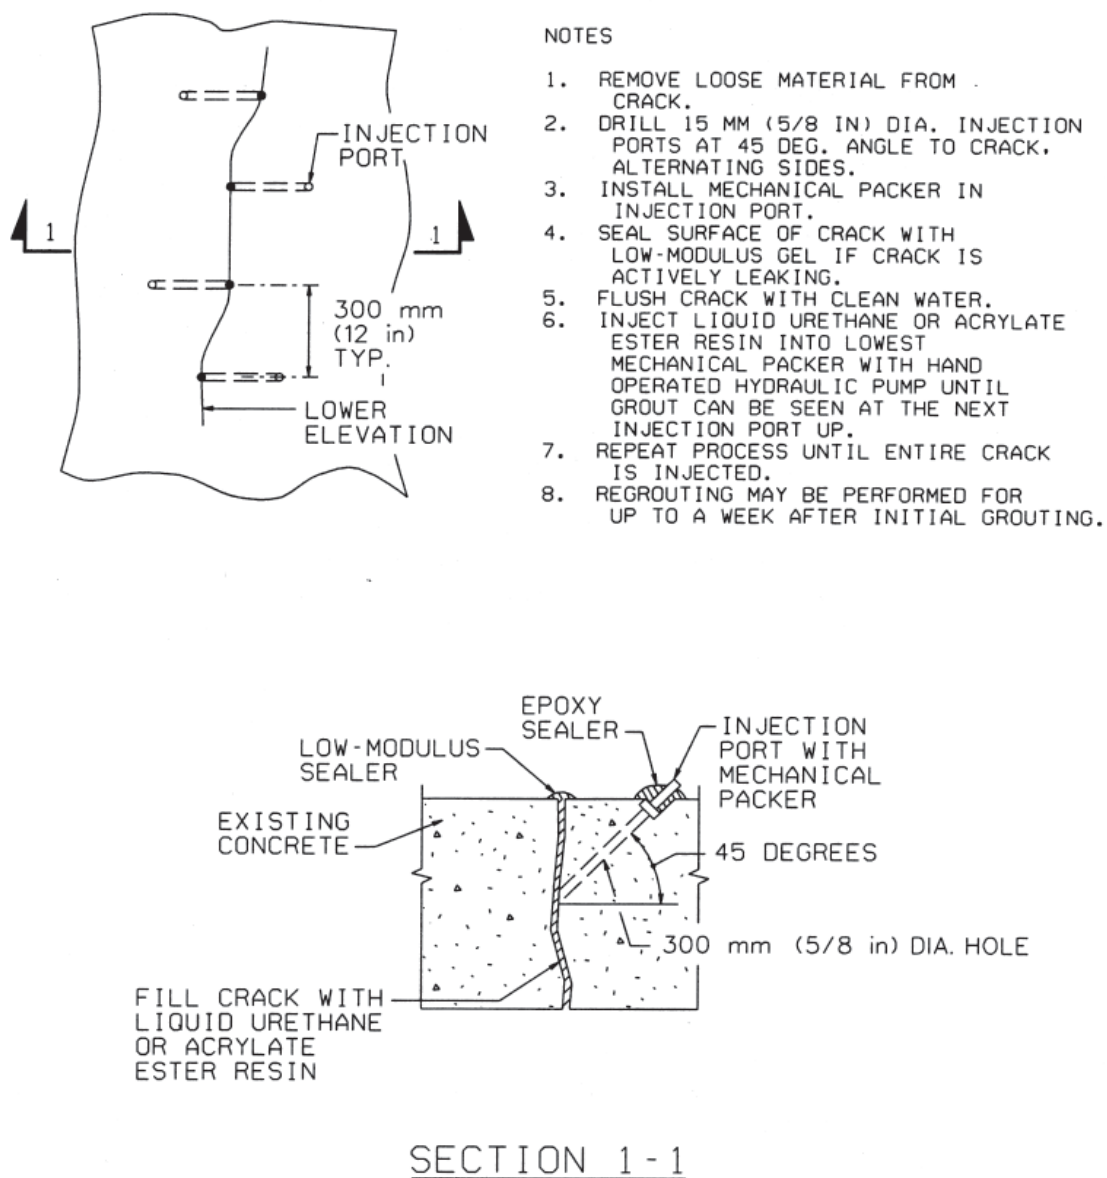 INJECTION
PORT
1
1
300 mm
(12 in)
TYP.
LOWER
ELEVATION
NOTES
1. REMOVE LOOSE MATERIAL FROM
CRACK.
2. DRILL 15 MM (5/8 IN) DIA. INJECTION
PORTS AT 45 DEG. ANGLE TO CRACK,
ALTERNATING SIDES.
3. INSTALL MECHANICAL PACKER IN
INJECTION PORT.
4. SEAL SURFACE OF CRACK WITH
LOW-MODULUS GEL IF CRACK IS
ACTIVELY LEAKING.
5. FLUSH CRACK WITH CLEAN WATER.
6. INJECT LIQUID URETHANE OR ACRYLATE
ESTER RESIN INTO LOWEST
MECHANICAL PACKER WITH HAND
OPERATED HYDRAULIC PUMP UNTIL
GROUT CAN BE SEEN AT THE NEXT
INJECTION PORT UP.
7. REPEAT PROCESS UNTIL ENTIRE CRACK
IS INJECTED.
8. REGROUTING MAY BE PERFORMED FOR
UP TO A WEEK AFTER INITIAL GROUTING.
EPOXY
SEALER
LOW-MODULUS
SEALER
INJECTION
PORT WITH
MECHANICAL
PACKER
EXISTING
CONCRETE
45 DEGREES
300 mm (5/8 in) DIA. HOLE
FILL CRACK WITH
LIQUID URETHANE
OR ACRYLATE
ESTER RESIN
SECTION 1-1